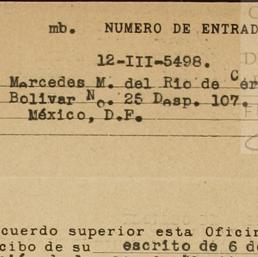 mb. NUMERO DE ENTRAD
12-III-5498.
Marcedes M. del Rio de C
Bolivar No. 25 Desp. 107.
México, D.F.
cuerdo superior esta Oficin
cibo de su escrito de 6 d